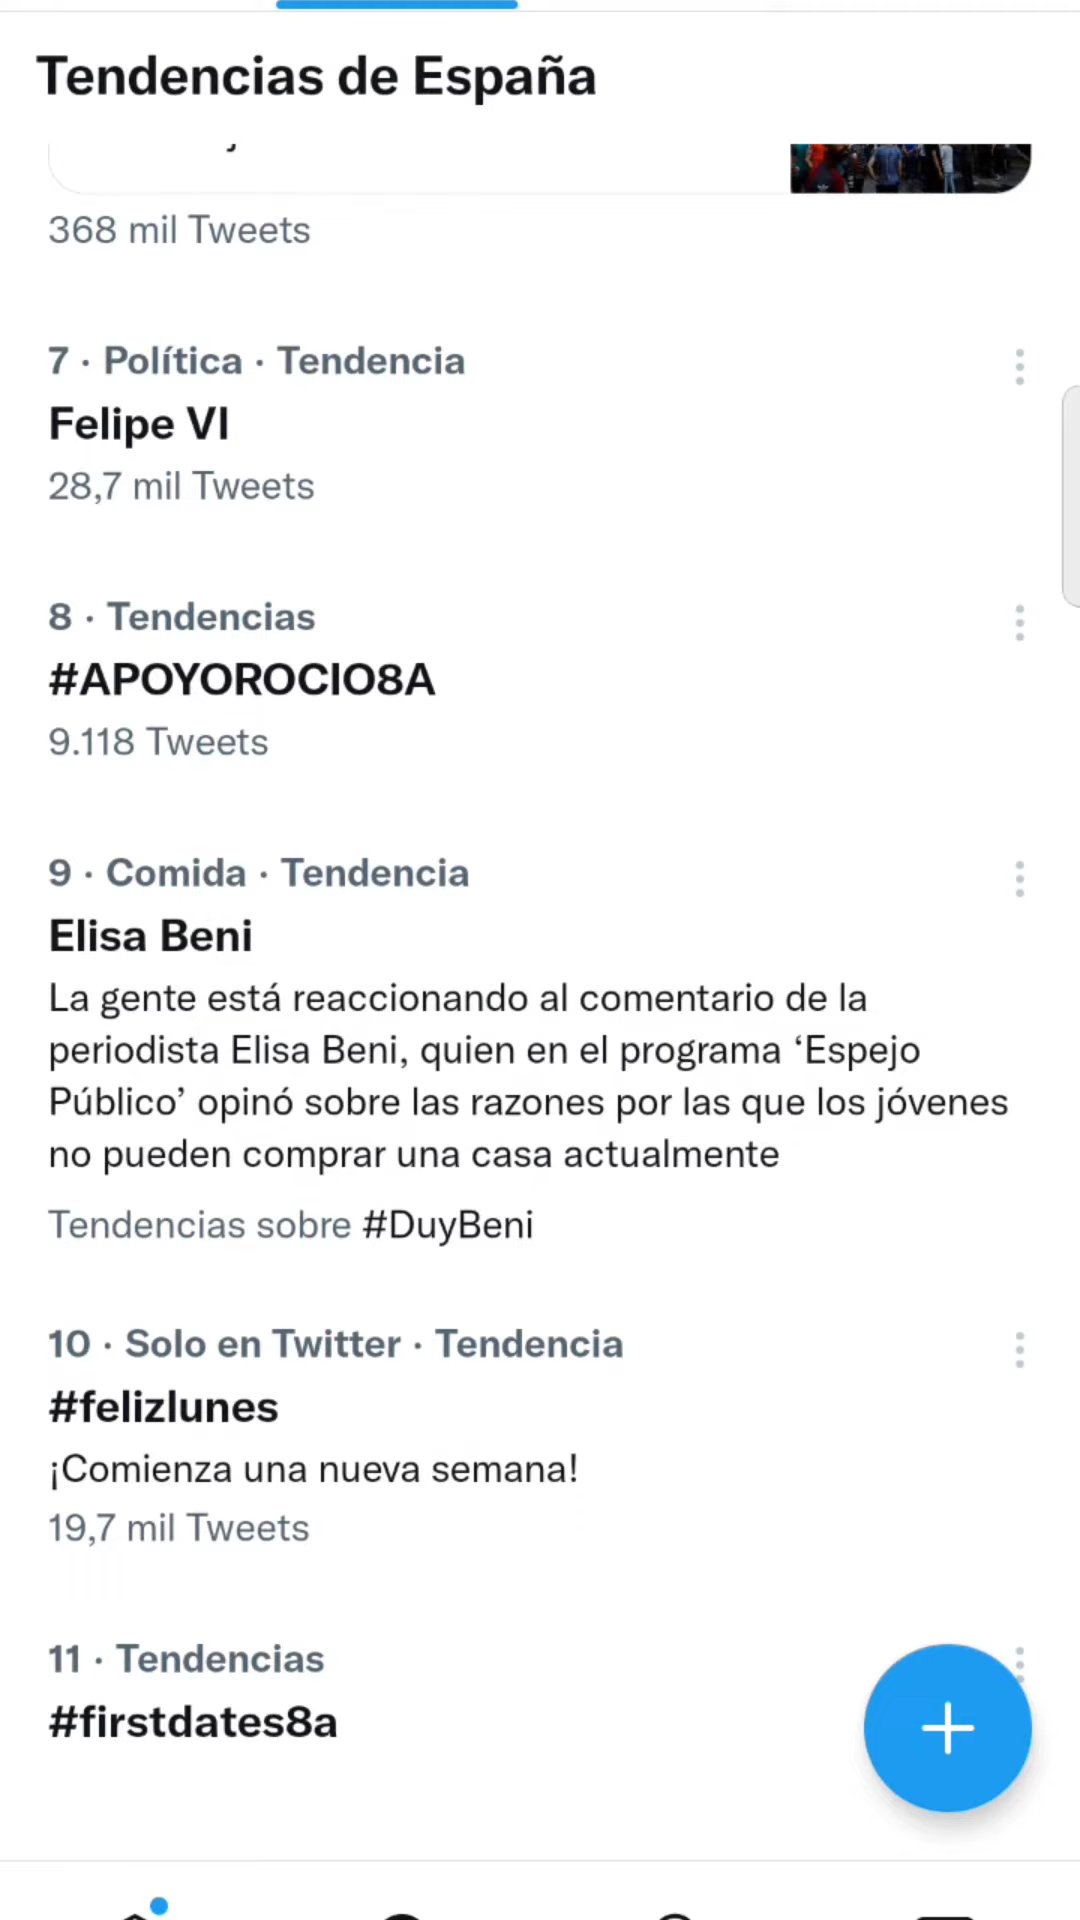 Tendencias de España
368 mil Tweets
7 · Política · Tendencia
Felipe VI
28,7 mil Tweets
8 · Tendencias
#APOYOROCIO8A
9.118 Tweets
9 · Comida · Tendencia
Elisa Beni
La gente está reaccionando al comentario de la
periodista Elisa Beni, quien en el programa ‘Espejo
Público’ opinó sobre las razones por las que los jóvenes
no pueden comprar una casa actualmente
Tendencias sobre #DuyBeni
10 · Solo en Twitter · Tendencia
#felizlunes
¡Comienza una nueva semana!
19,7 mil Tweets
11 · Tendencias
#firstdates8a